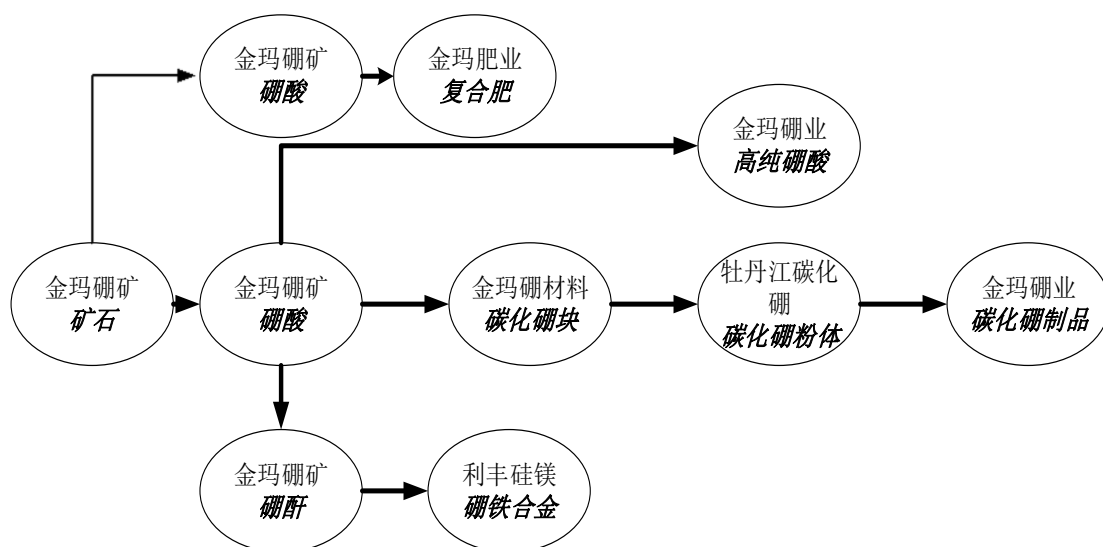 金玛硼矿
硼酸
金玛肥业
复合肥
金玛硼业
高纯硼酸
金玛硼矿
矿石
金玛硼矿
硼酸
金玛硼材料
碳化硼块
牡丹江碳化
硼
碳化硼粉体
金玛硼业
碳化硼制品
金玛硼矿
硼酐
利丰硅镁
硼铁合金